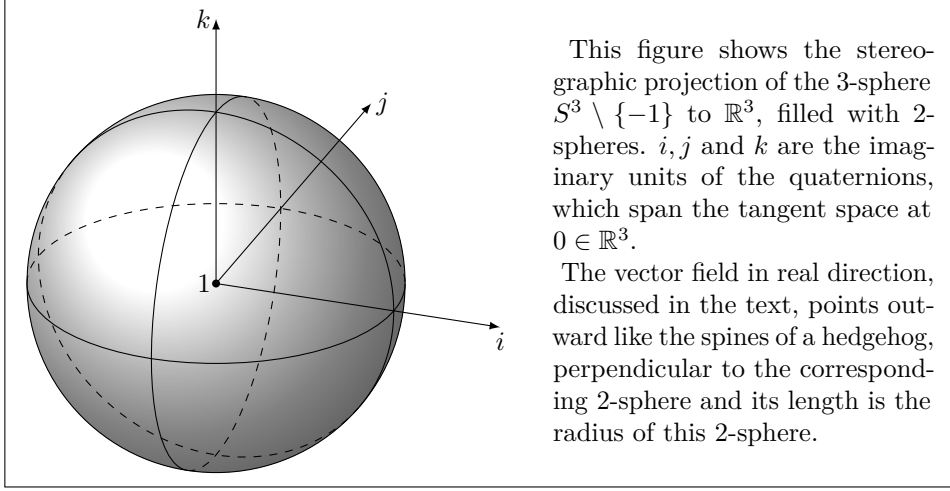 k
j
1
i
This figure shows the stereo-
graphic projection of the 3-sphere
S³ \ {−1} to ℝ³, filled with 2-
spheres. i, j and k are the imag-
inary units of the quaternions,
which span the tangent space at
0 ∈ ℝ³.
The vector field in real direction,
discussed in the text, points out-
ward like the spines of a hedgehog,
perpendicular to the correspond-
ing 2-sphere and its length is the
radius of this 2-sphere.